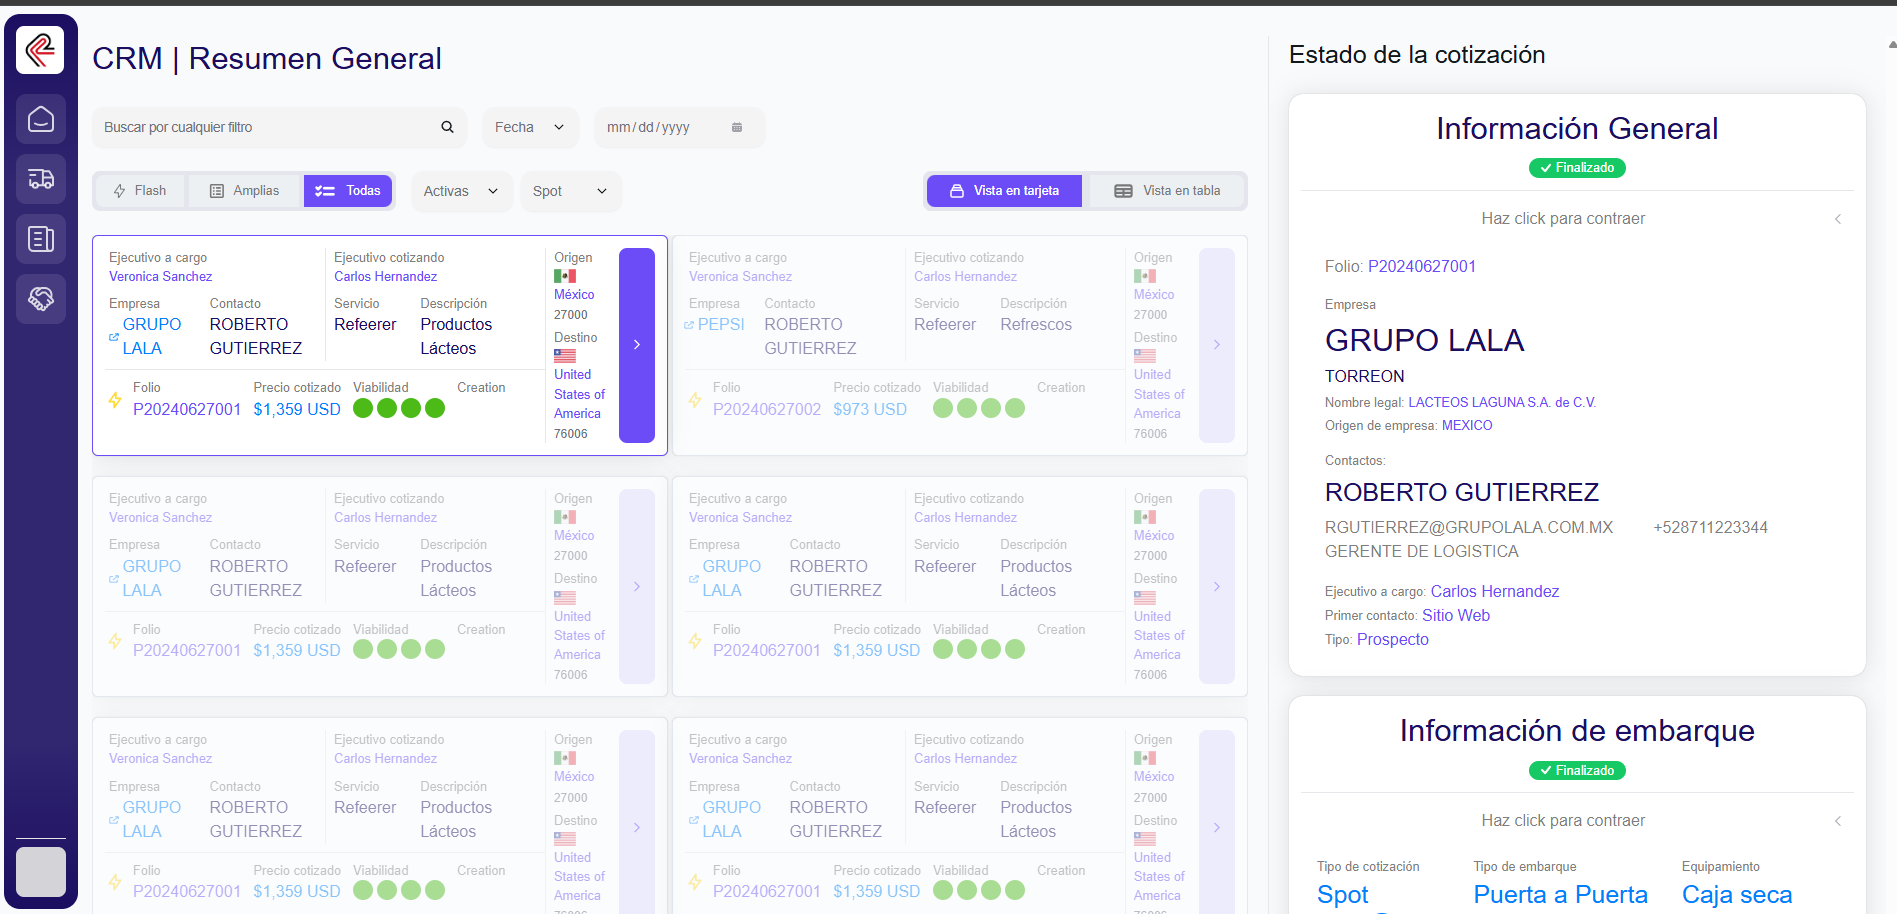 CRM | Resumen General
Buscar por cualquier filtro
Fecha
mm/dd/yyyy
Flash
Amplias
Todas
Activas
Spot
Vista en tarjeta
Vista en tabla
Ejecutivo a cargo
Veronica Sanchez
Ejecutivo cotizando
Carlos Hernandez
Empresa
GRUPO
LALA
Contacto
ROBERTO
GUTIERREZ
Servicio
Refeerer
Descripción
Productos
Lácteos
Folio
P20240627001
Precio cotizado
$1,359 USD
Viabilidad
Creation
Origen
México
27000
Destino
United
States of
America
76006
Ejecutivo a cargo
Veronica Sanchez
Ejecutivo cotizando
Carlos Hernandez
Empresa
PEPSI
Contacto
ROBERTO
GUTIERREZ
Servicio
Refeerer
Descripción
Refrescos
Folio
P20240627002
Precio cotizado
$973 USD
Viabilidad
Creation
Origen
México
27000
Destino
United
States of
America
76006
Ejecutivo a cargo
Veronica Sanchez
Ejecutivo cotizando
Carlos Hernandez
Empresa
GRUPO
LALA
Contacto
ROBERTO
GUTIERREZ
Servicio
Refeerer
Descripción
Productos
Lácteos
Folio
P20240627001
Precio cotizado
$1,359 USD
Viabilidad
Creation
Origen
México
27000
Destino
United
States of
America
76006
Ejecutivo a cargo
Veronica Sanchez
Ejecutivo cotizando
Carlos Hernandez
Empresa
GRUPO
LALA
Contacto
ROBERTO
GUTIERREZ
Servicio
Refeerer
Descripción
Productos
Lácteos
Folio
P20240627001
Precio cotizado
$1,359 USD
Viabilidad
Creation
Origen
México
27000
Destino
United
States of
America
76006
Ejecutivo a cargo
Veronica Sanchez
Ejecutivo cotizando
Carlos Hernandez
Empresa
GRUPO
LALA
Contacto
ROBERTO
GUTIERREZ
Servicio
Refeerer
Descripción
Productos
Lácteos
Folio
P20240627001
Precio cotizado
$1,359 USD
Viabilidad
Creation
Origen
México
27000
Destino
United
States of
America
Ejecutivo a cargo
Veronica Sanchez
Ejecutivo cotizando
Carlos Hernandez
Empresa
GRUPO
LALA
Contacto
ROBERTO
GUTIERREZ
Servicio
Refeerer
Descripción
Productos
Lácteos
Folio
P20240627001
Precio cotizado
$1,359 USD
Viabilidad
Creation
Origen
México
27000
Destino
United
States of
America
Estado de la cotización
Información General
Finalizado
Haz click para contraer
Folio: P20240627001
Empresa
GRUPO LALA
TORREON
Nombre legal: LACTEOS LAGUNA S.A. de C.V.
Origen de empresa: MEXICO
Contactos:
ROBERTO GUTIERREZ
RGUTIERREZ@GRUPOLALA.COM.MX +528711223344
GERENTE DE LOGISTICA
Ejecutivo a cargo: Carlos Hernandez
Primer contacto: Sitio Web
Tipo: Prospecto
Información de embarque
Finalizado
Haz click para contraer
Tipo de cotización
Spot
Tipo de embarque
Puerta a Puerta
Equipamiento
Caja seca